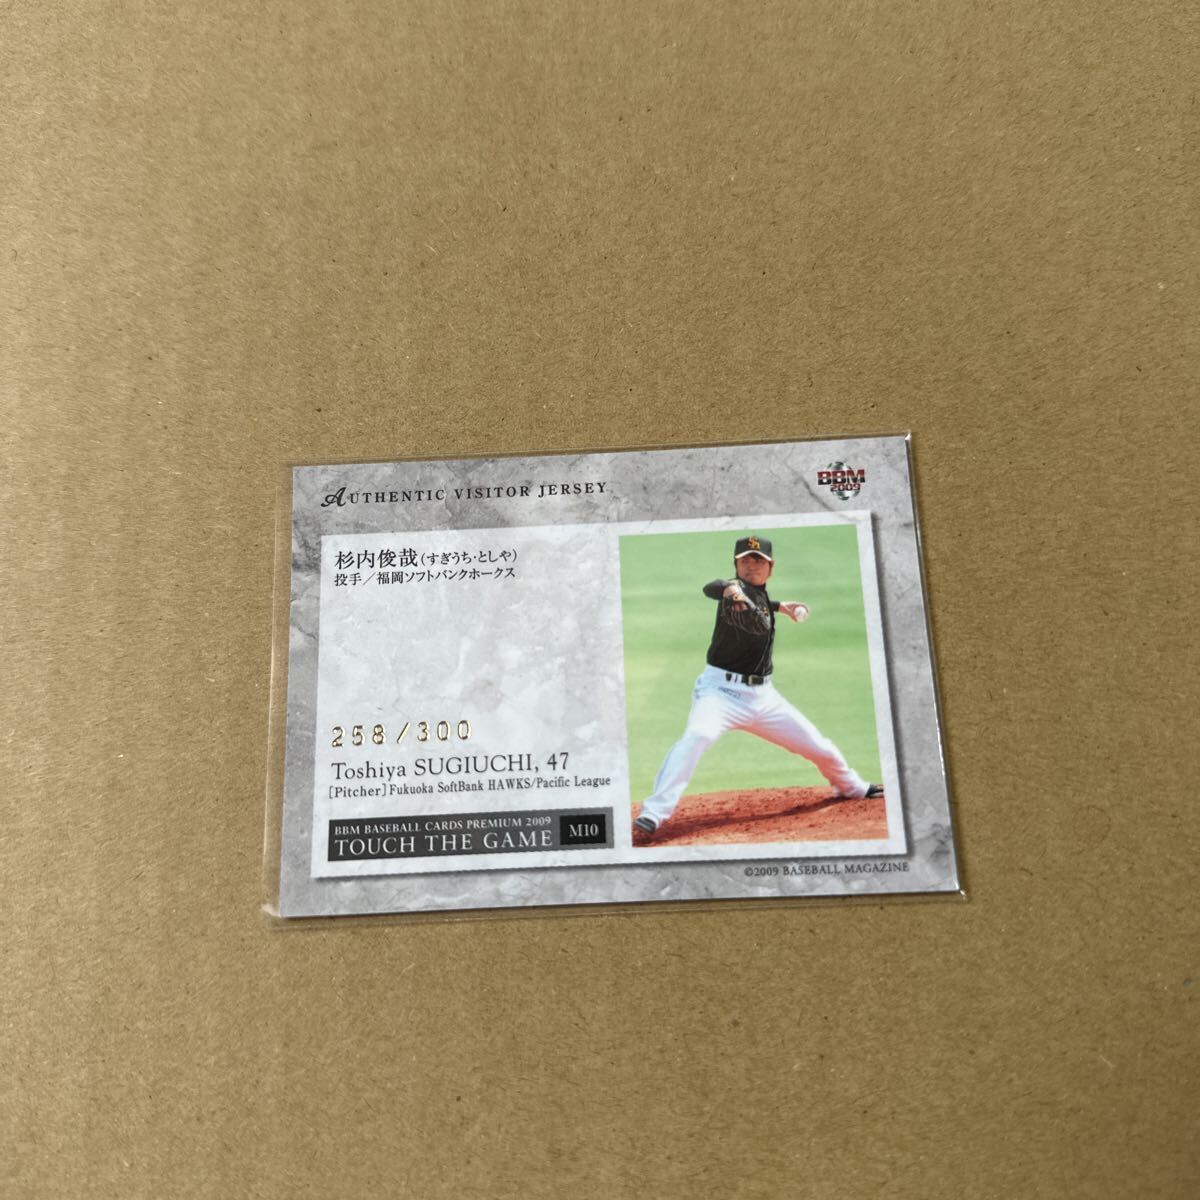 AUTHENTIC VISITOR JERSEY
BBM
2009
杉内俊哉(すぎうち・としや)
投手／福岡ソフトバンクホークス
SH
258/300
Toshiya SUGIUCHI, 47
[Pitcher] Fukuoka SoftBank HAWKS/Pacific League
BBM BASEBALL CARDS PREMIUM 2009
TOUCH THE GAME
M10
©2009 BASEBALL MAGAZINE